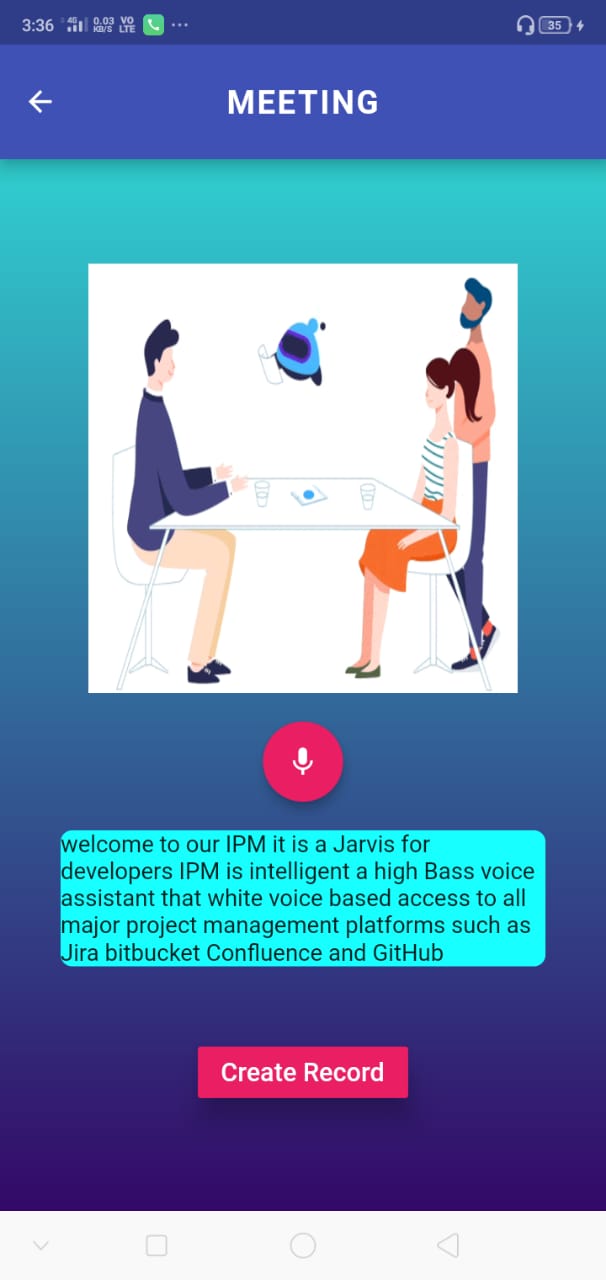 3:36 4G 0.03 KB/S VO LTE 35
MEETING
welcome to our IPM it is a Jarvis for
developers IPM is intelligent a high Bass voice
assistant that white voice based access to all
major project management platforms such as
Jira bitbucket Confluence and GitHub
Create Record